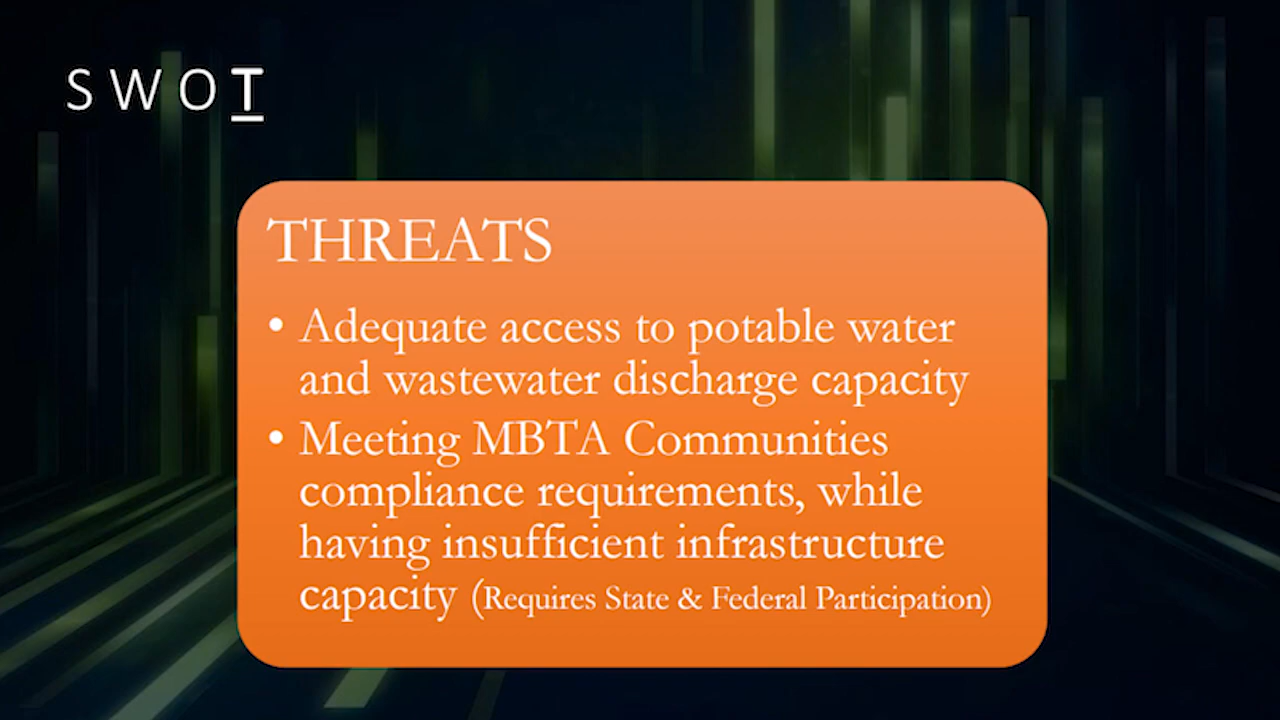 SWOT
THREATS
• Adequate access to potable water
and wastewater discharge capacity
• Meeting MBTA Communities
compliance requirements, while
having insufficient infrastructure
capacity (Requires State & Federal Participation)